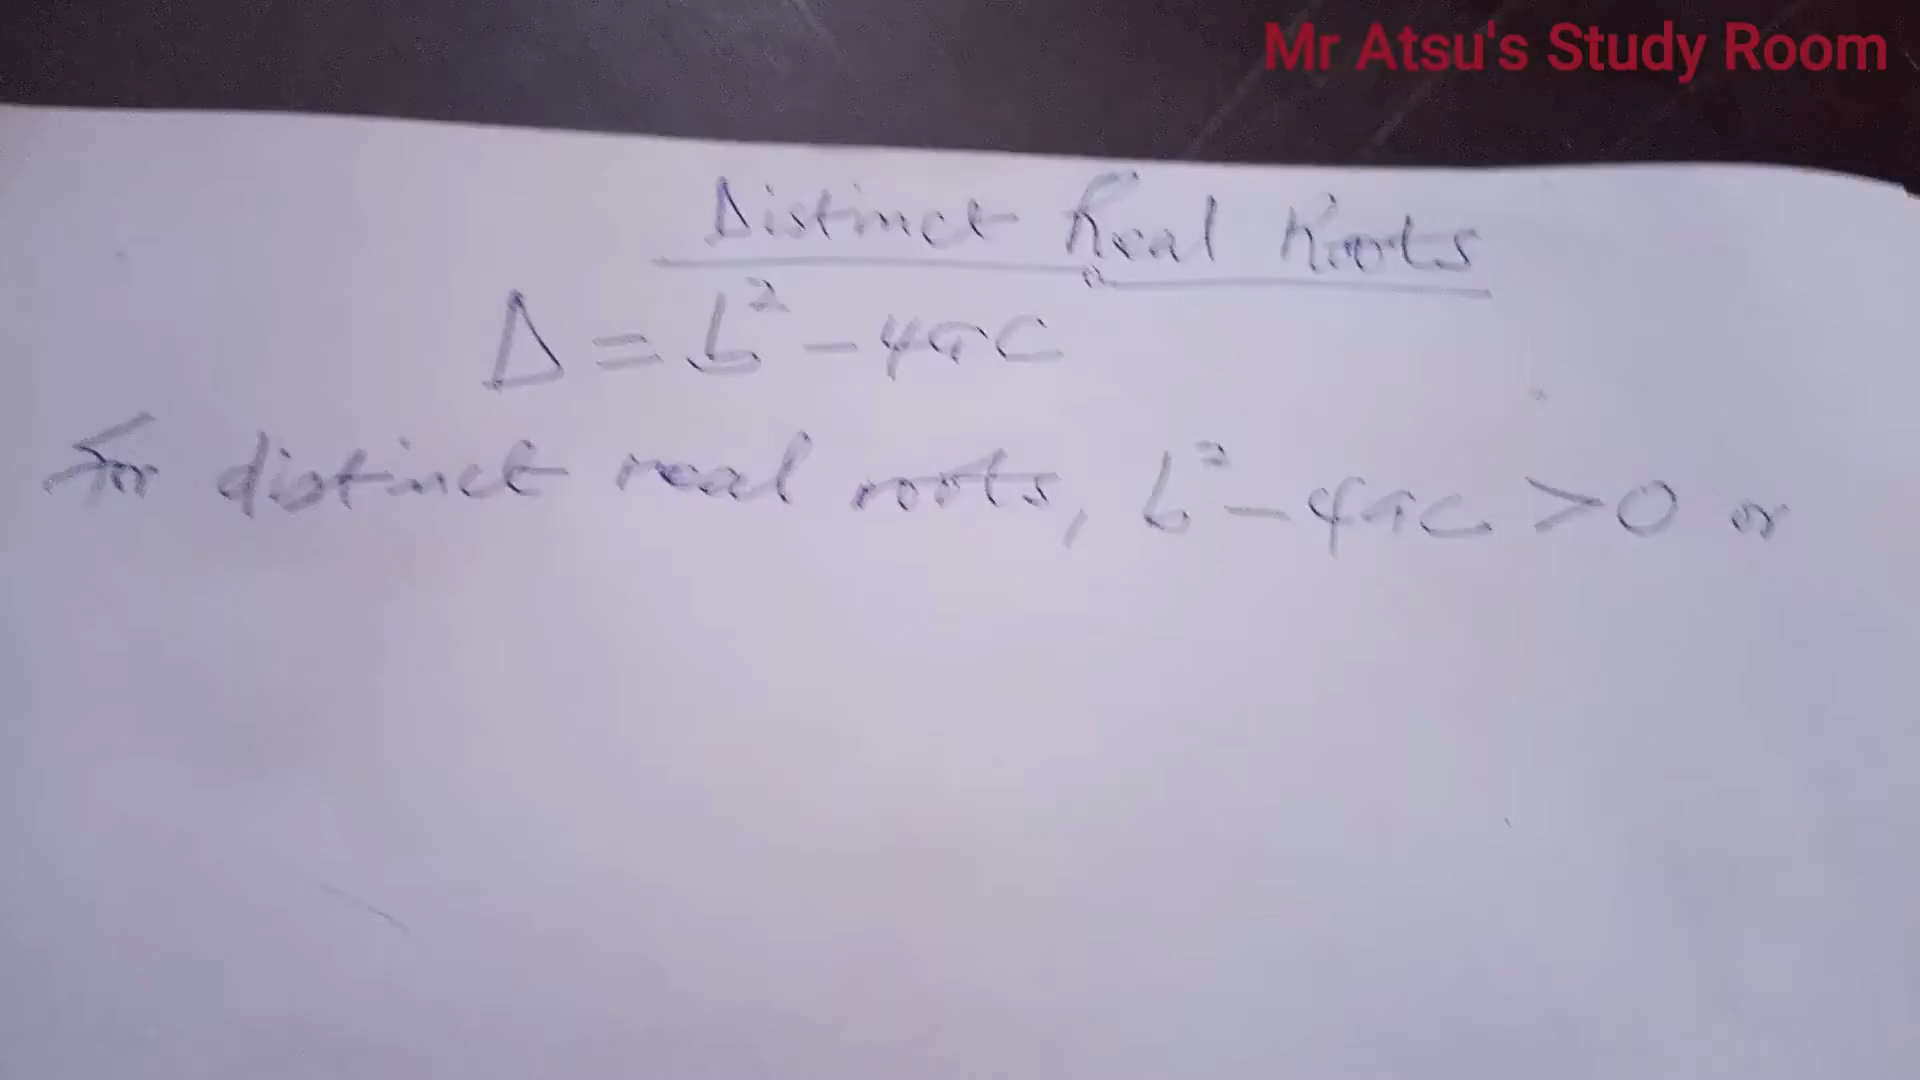 Mr Atsu's Study Room
Distinct Real Roots
Δ = b² - 4ac
For distinct real roots, b² - 4ac > 0 or